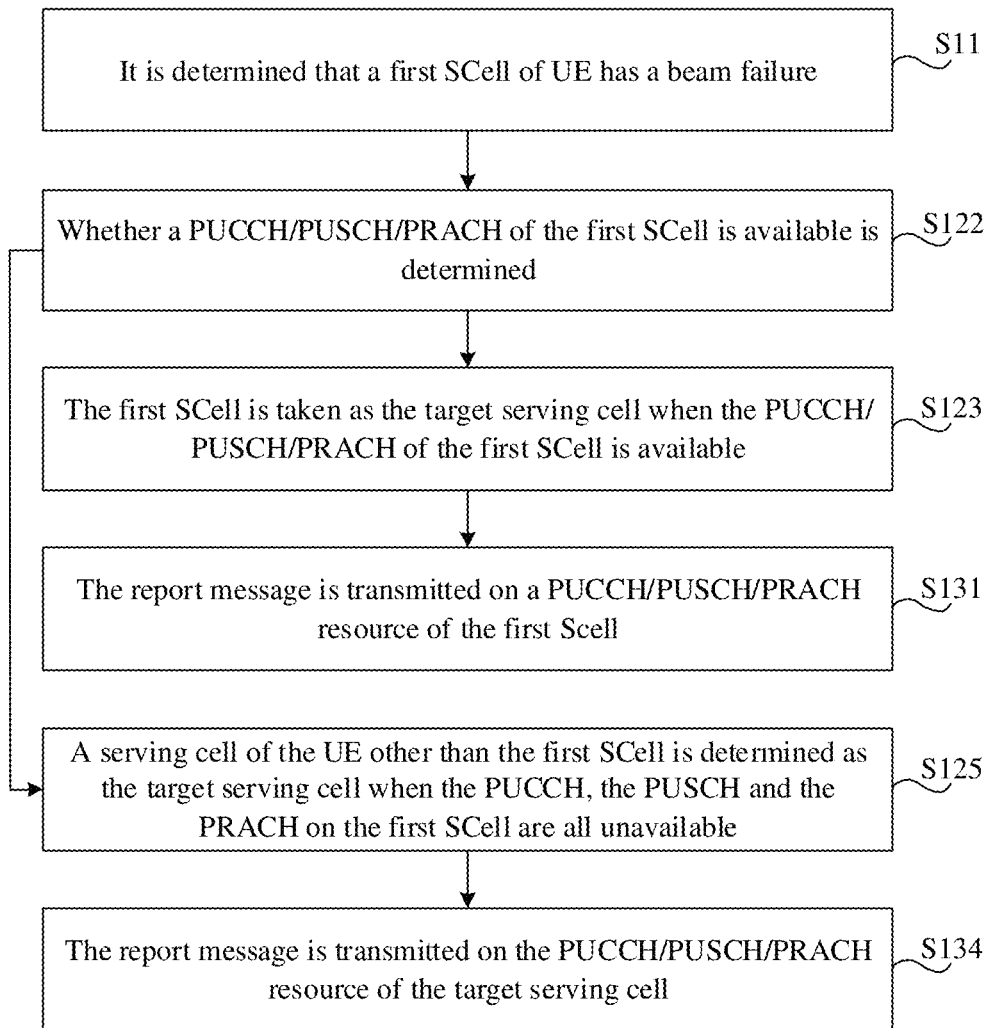 It is determined that a first SCell of UE has a beam failure
S11
Whether a PUCCH/PUSCH/PRACH of the first SCell is available is
determined
S122
The first SCell is taken as the target serving cell when the PUCCH/
PUSCH/PRACH of the first SCell is available
S123
The report message is transmitted on a PUCCH/PUSCH/PRACH
resource of the first Scell
S131
A serving cell of the UE other than the first SCell is determined as
the target serving cell when the PUCCH, the PUSCH and the
PRACH on the first SCell are all unavailable
S125
The report message is transmitted on the PUCCH/PUSCH/PRACH
resource of the target serving cell
S134